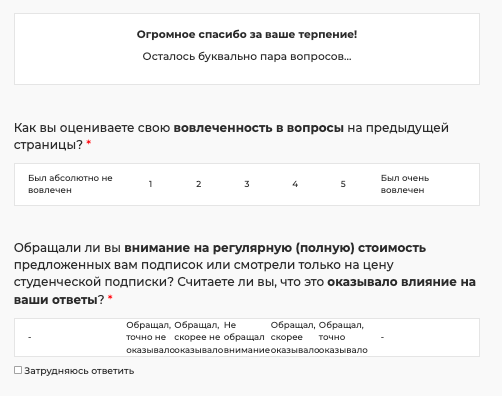 Огромное спасибо за ваше терпение!
Осталось буквально пара вопросов...
Как вы оцениваете свою вовлеченность в вопросы на предыдущей
страницы? *
Был абсолютно не
вовлечен
1 2 3 4 5
Был очень
вовлечен
Обращали ли вы внимание на регулярную (полную) стоимость
предложенных вам подписок или смотрели только на цену
студенческой подписки? Считаете ли вы, что это оказывало влияние на
ваши ответы? *
-
Обращал,
точно не
оказывало
Обращал,
скорее не
оказывало
Не
обращал
внимание
Обращал,
скорее
оказывало
Обращал,
точно
оказывало
-
Затрудняюсь ответить